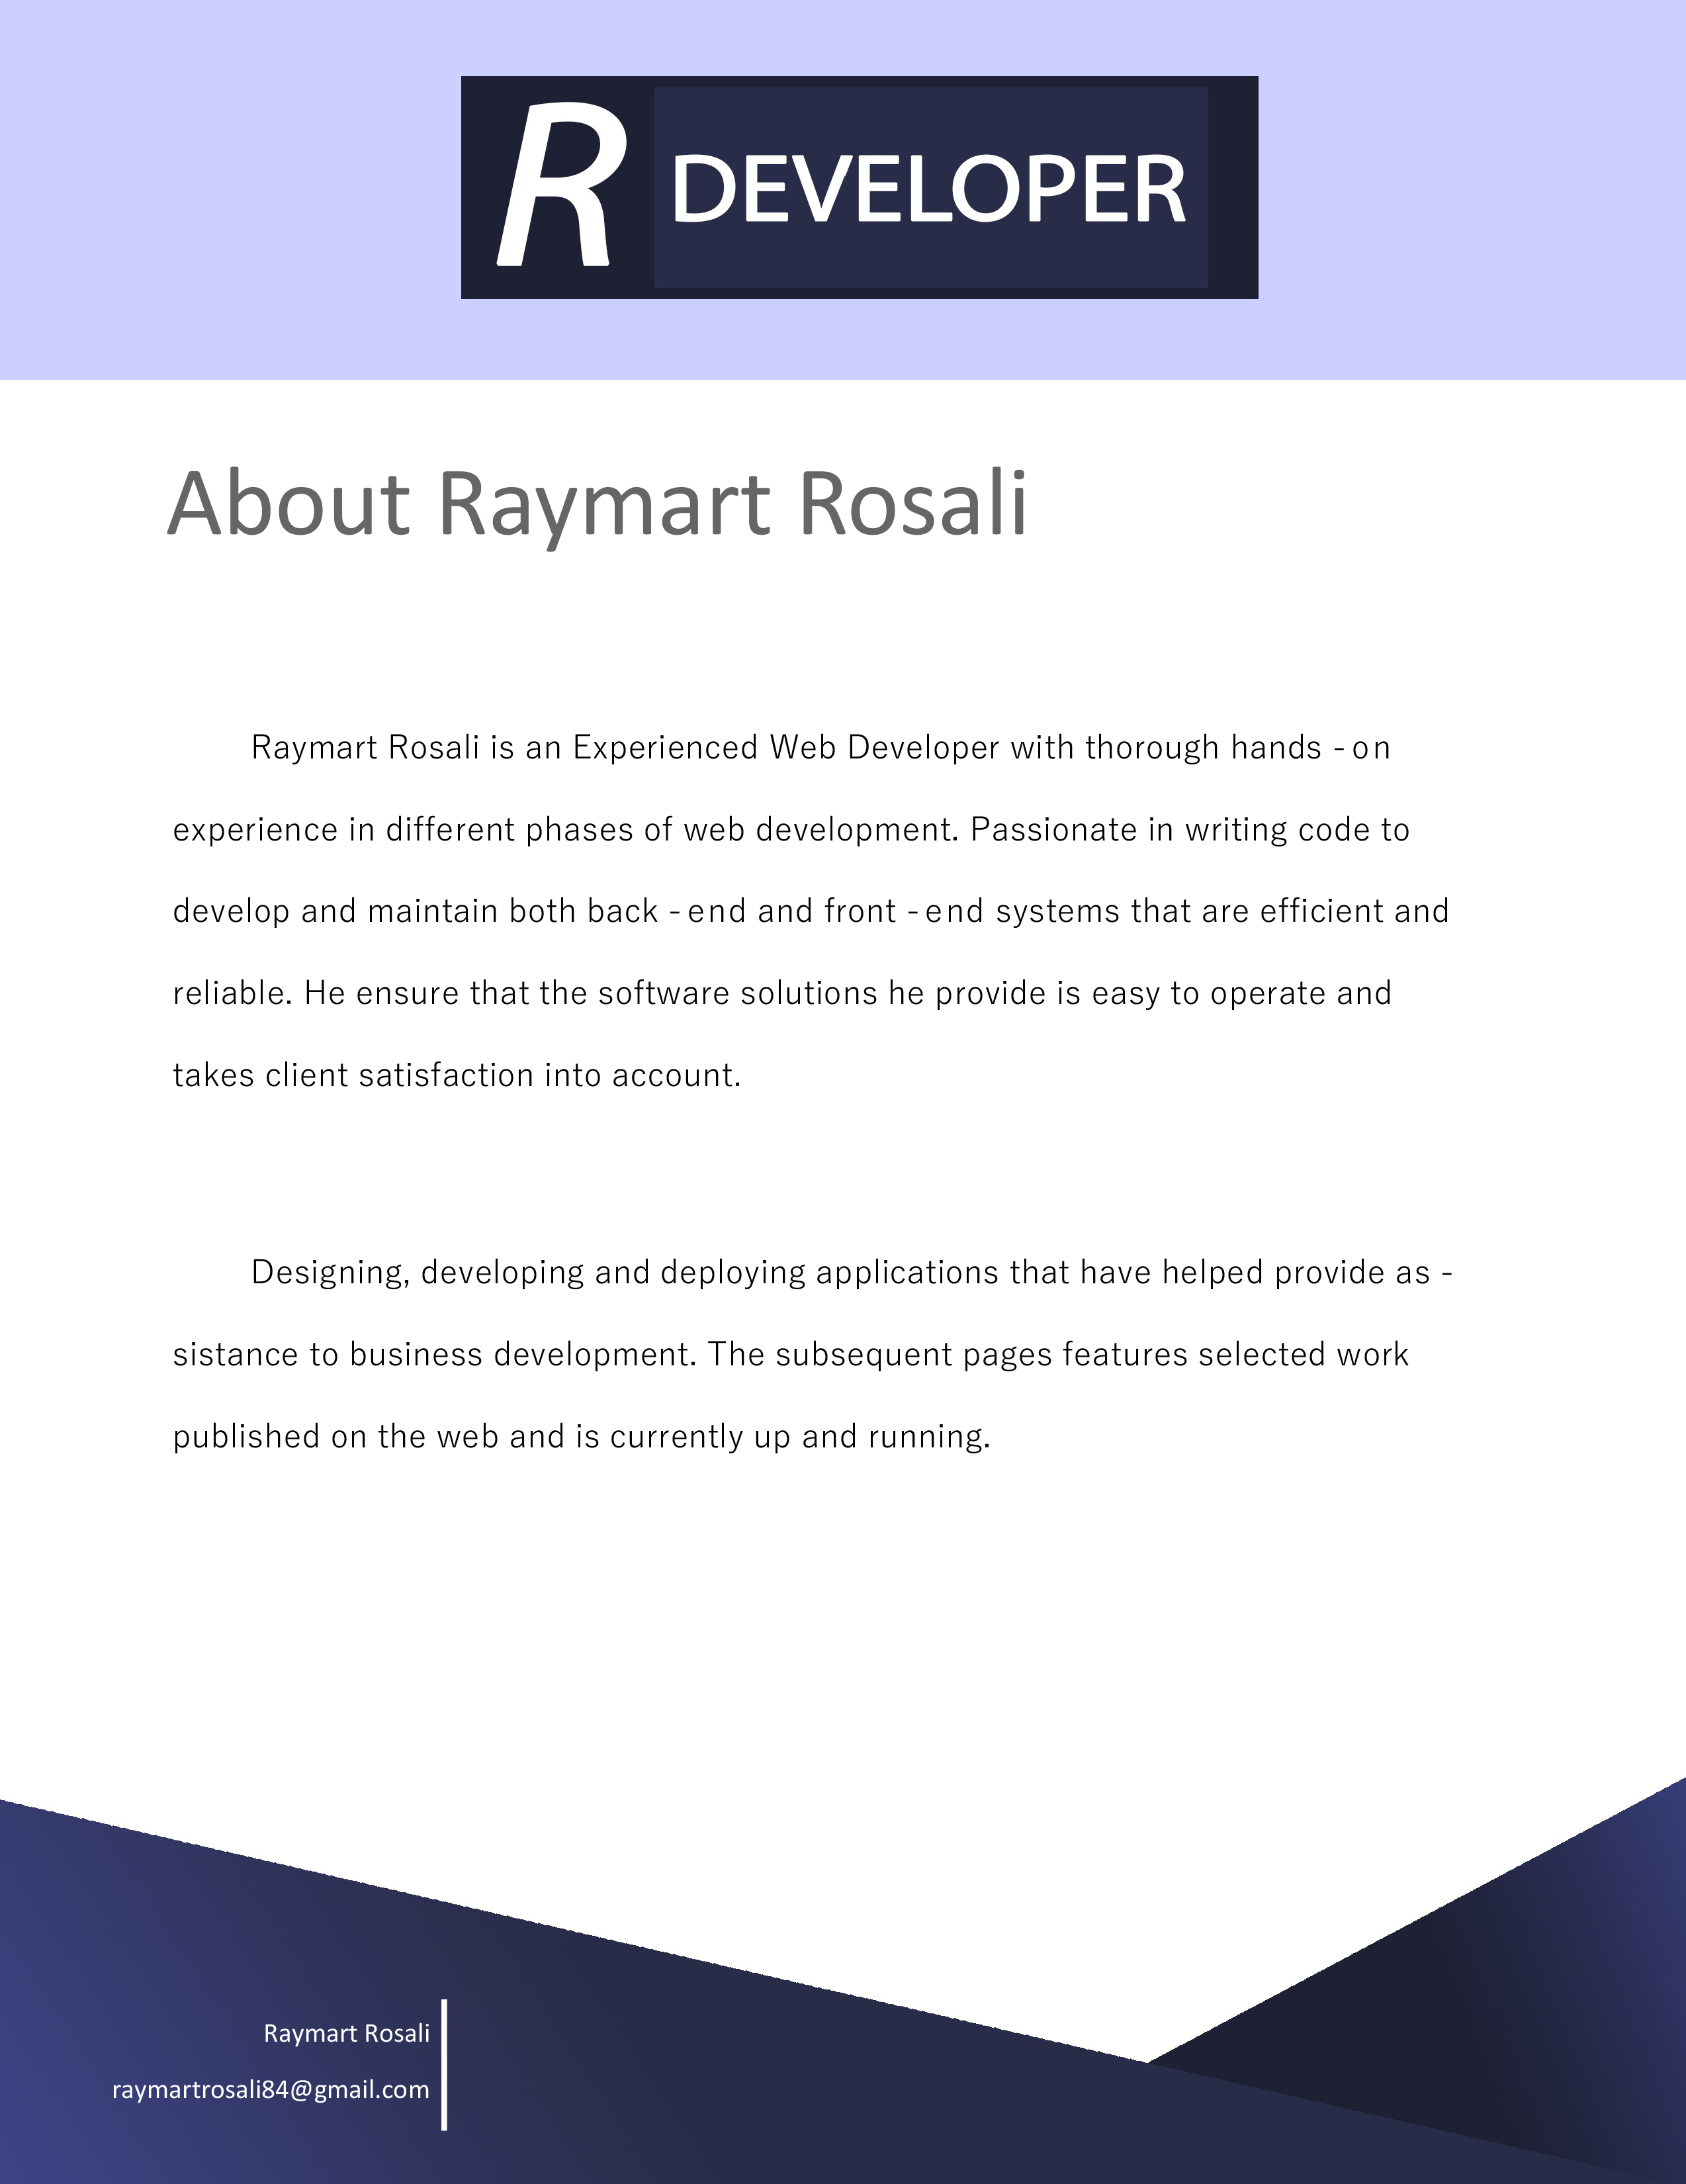 R DEVELOPER
About Raymart Rosali
Raymart Rosali is an Experienced Web Developer with thorough hands -on
experience in different phases of web development. Passionate in writing code to
develop and maintain both back -end and front -end systems that are efficient and
reliable. He ensure that the software solutions he provide is easy to operate and
takes client satisfaction into account.
Designing, developing and deploying applications that have helped provide as -
sistance to business development. The subsequent pages features selected work
published on the web and is currently up and running.
Raymart Rosali
raymartrosali84@gmail.com